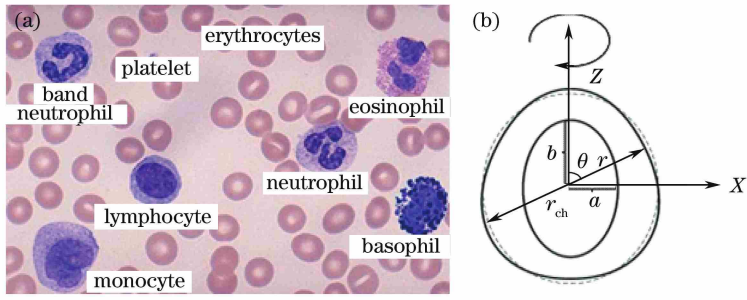 (a)
erythrocytes
platelet
band
neutrophil
eosinophil
neutrophil
lymphocyte
basophil
monocyte
(b)
Z
b
θ
r
X
a
r_ch